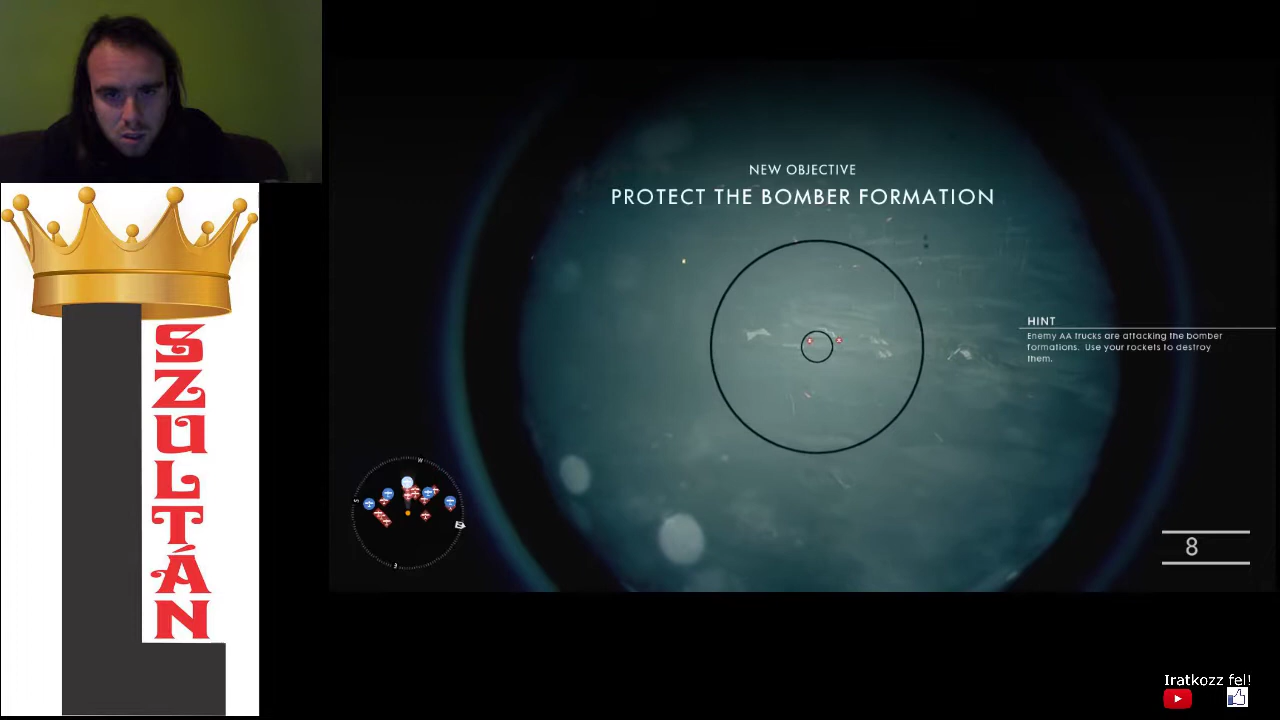 NEW OBJECTIVE
PROTECT THE BOMBER FORMATION
HINT
Enemy AA trucks are attacking the bomber
formations. Use your rockets to destroy
them.
SZULTÁN
L
W
S
E
8
Iratkozz fel!